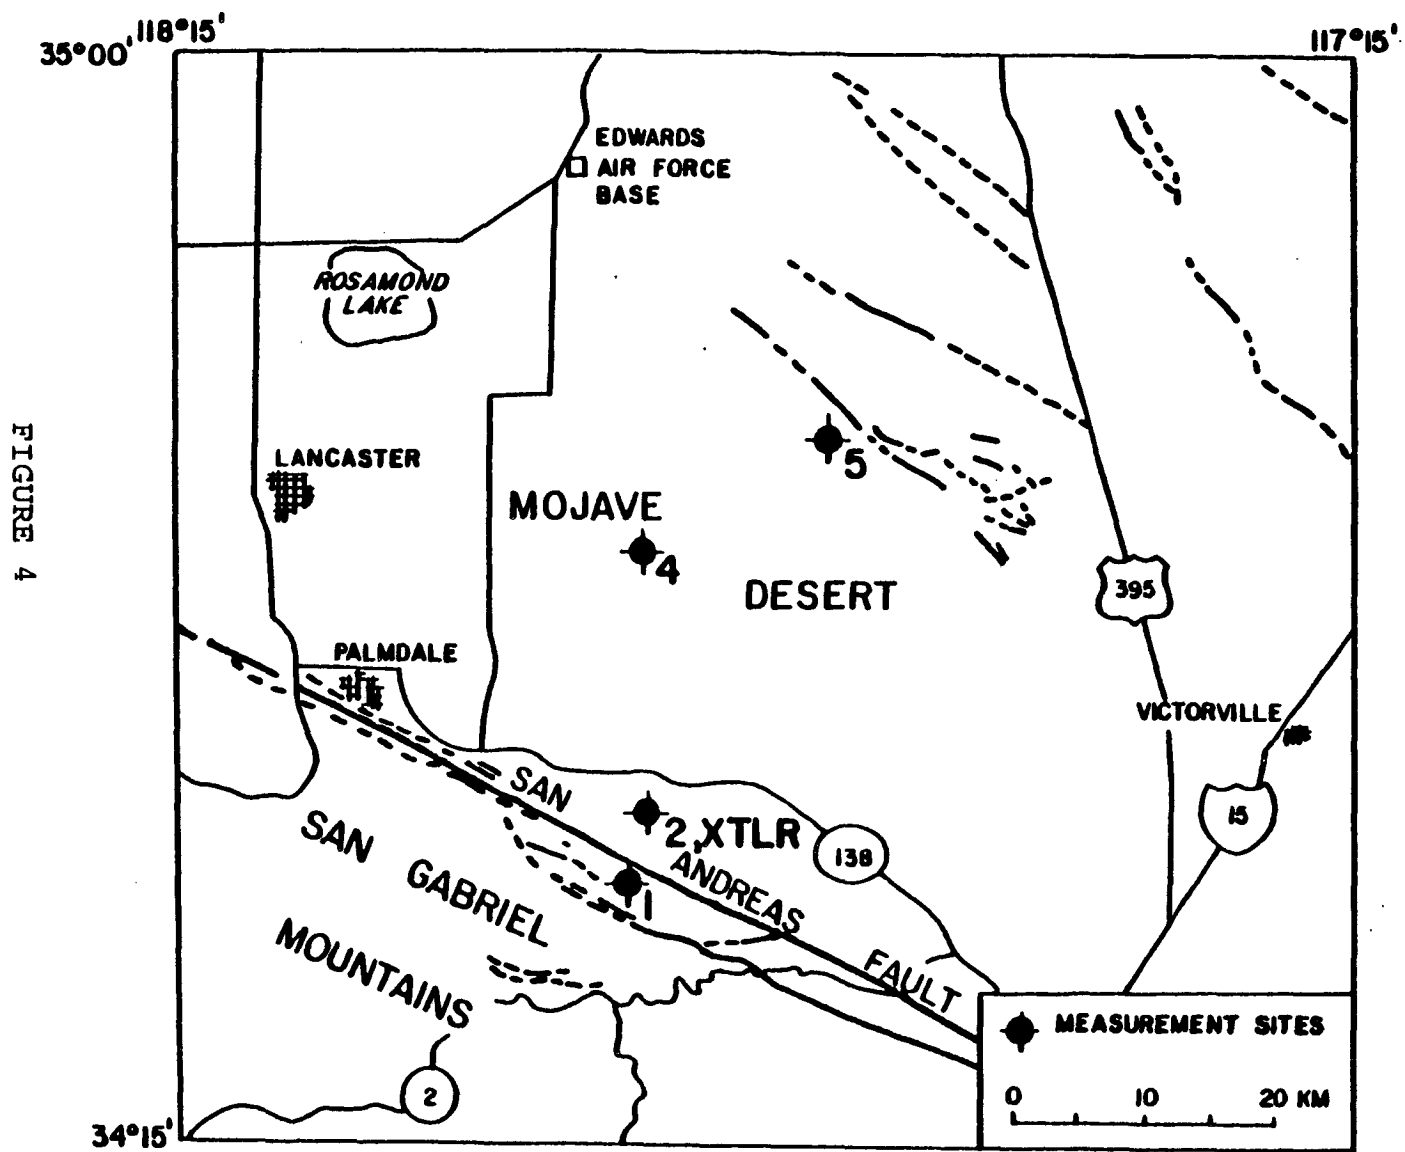 118°15'
35°00'
117°15'
EDWARDS
AIR FORCE
BASE
ROSAMOND
LAKE
FIGURE 4
LANCASTER
5
MOJAVE
4
DESERT
395
PALMDALE
VICTORVILLE
SAN
2,XTLR
15
138
SAN GABRIEL
ANDREAS
1
MOUNTAINS
FAULT
MEASUREMENT SITES
2
0 10 20 KM
34°15'